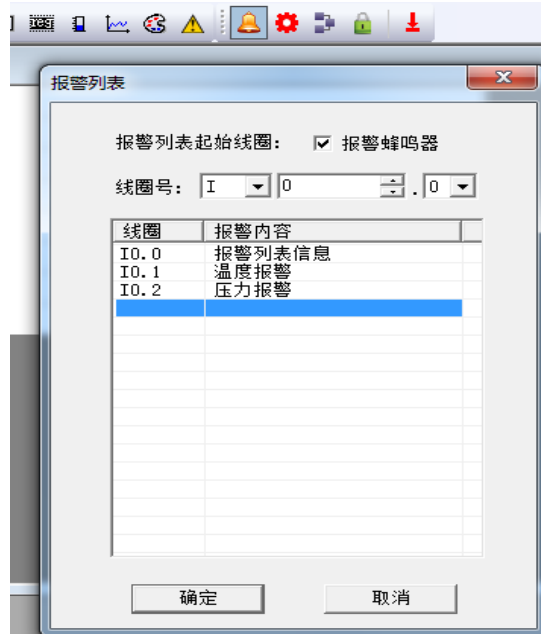 报警列表
报警列表起始线圈： 报警蜂鸣器
线圈号： I 0 . 0
线圈 报警内容
I0.0 报警列表信息
I0.1 温度报警
I0.2 压力报警
确定 取消